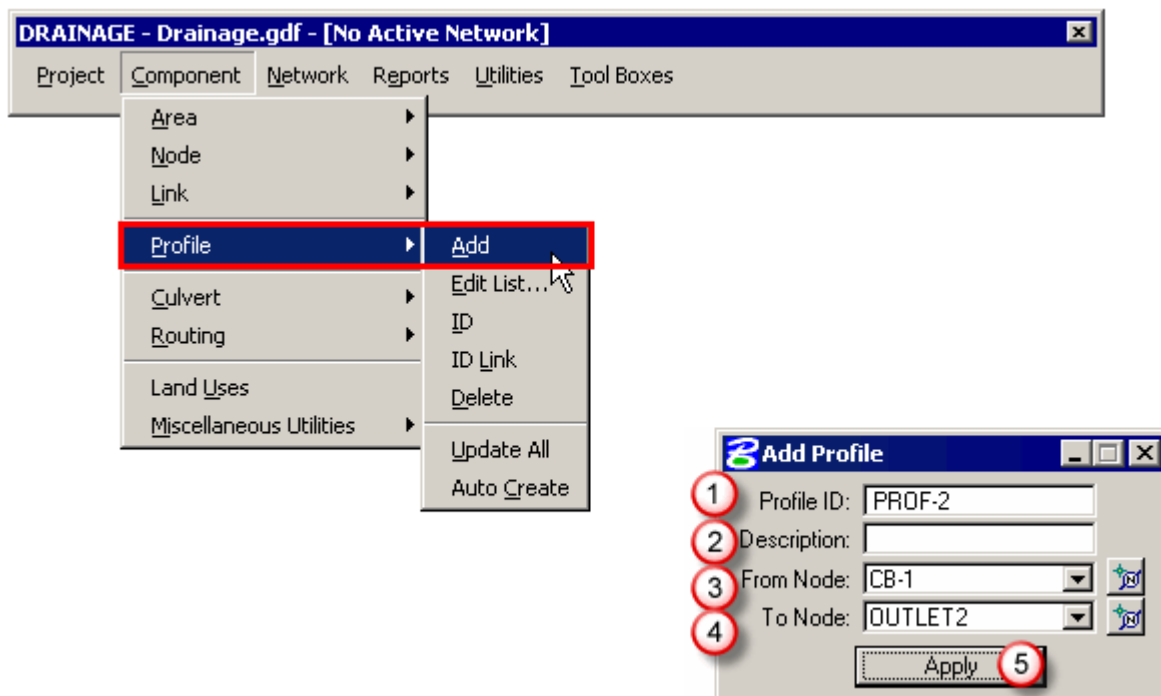 DRAINAGE - Drainage.gdf - [No Active Network]
Project Component Network Reports Utilities Tool Boxes
Area
Node
Link
Profile
Culvert
Routing
Land Uses
Miscellaneous Utilities
Add
Edit List...
ID
ID Link
Delete
Update All
Auto Create
Add Profile
1 Profile ID: PROF-2
2 Description:
3 From Node: CB-1
4 To Node: OUTLET2
Apply 5